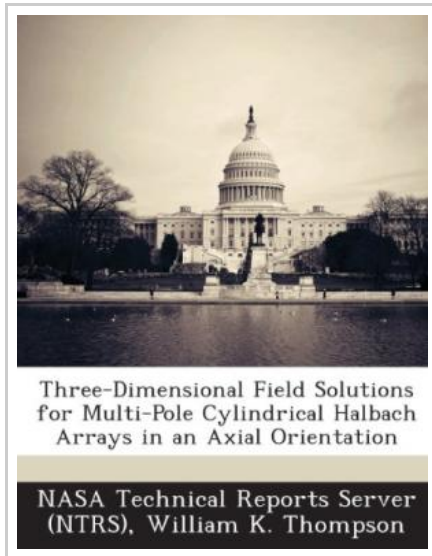 Three-Dimensional Field Solutions
for Multi-Pole Cylindrical Halbach
Arrays in an Axial Orientation
NASA Technical Reports Server
(NTRS), William K. Thompson